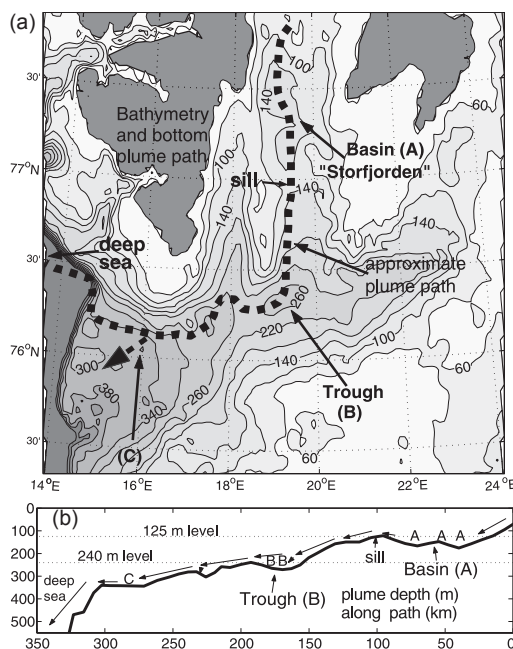 (a)
30'
77°N
30'
76°N
30'
14°E
16°E
18°E
20°E
22°E
24°E
Bathymetry
and bottom
plume path
sill
Basin (A)
"Storfjorden"
deep
sea
approximate
plume path
Trough
(B)
(C)
100
140
60
100
140
140
140
260
220
100
140
60
300
380
340
260
60
(b)
125 m level
240 m level
deep
sea
C
B B
A A A
sill
Basin (A)
Trough (B)
plume depth (m)
along path (km)
100
200
300
400
500
350
300
250
200
150
100
50
0